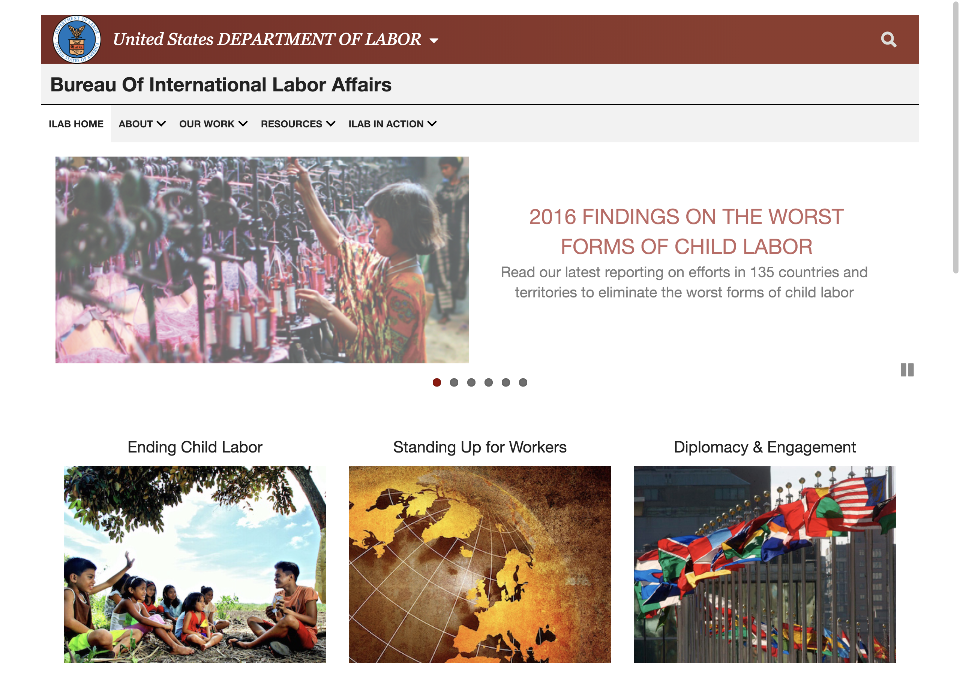 United States DEPARTMENT OF LABOR
Bureau Of International Labor Affairs
ILAB HOME ABOUT OUR WORK RESOURCES ILAB IN ACTION
2016 FINDINGS ON THE WORST
FORMS OF CHILD LABOR
Read our latest reporting on efforts in 135 countries and
territories to eliminate the worst forms of child labor
Ending Child Labor
Standing Up for Workers
Diplomacy & Engagement